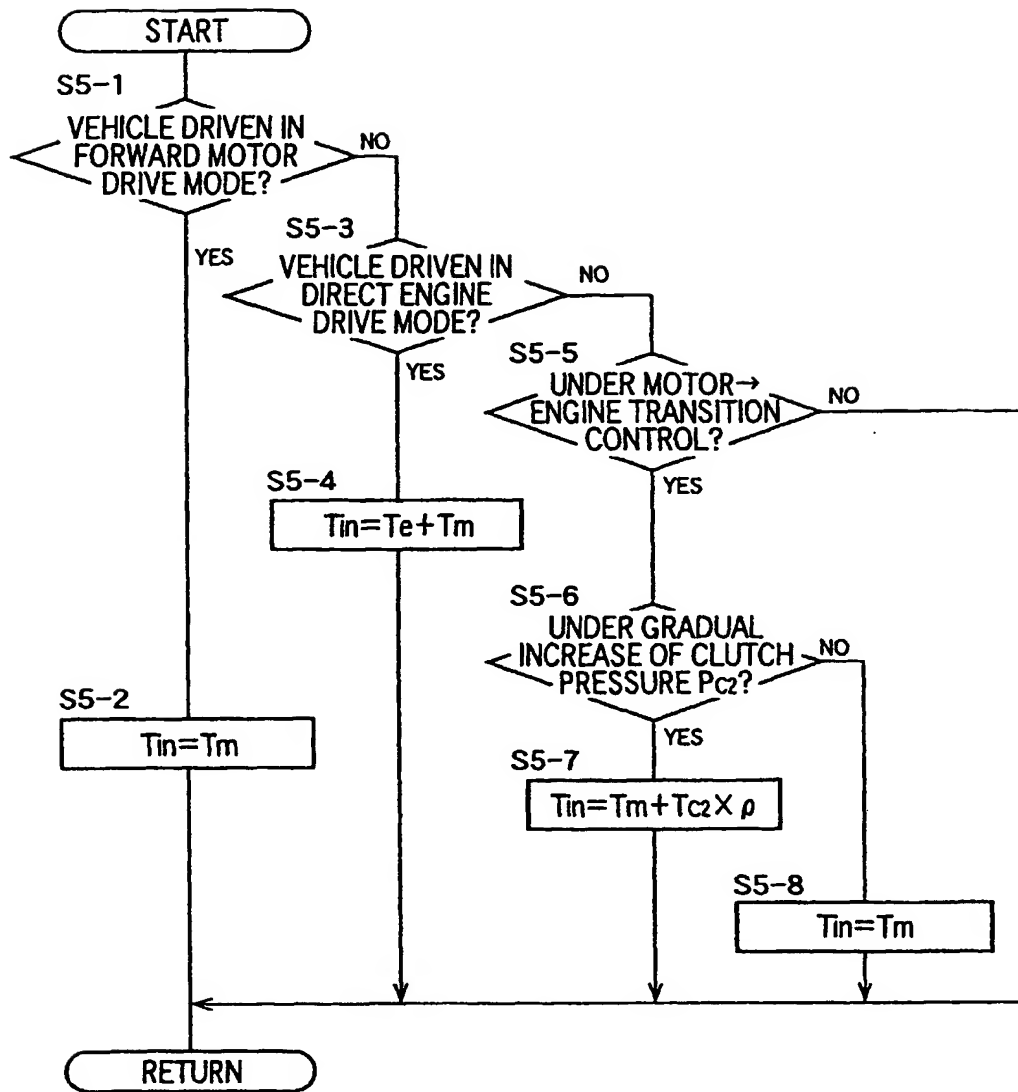 START
S5-1
VEHICLE DRIVEN IN
FORWARD MOTOR
DRIVE MODE?
NO
YES
S5-3
VEHICLE DRIVEN IN
DIRECT ENGINE
DRIVE MODE?
NO
YES
S5-5
UNDER MOTOR→
ENGINE TRANSITION
CONTROL?
NO
YES
S5-4
Tin=Te+Tm
S5-6
UNDER GRADUAL
INCREASE OF CLUTCH
PRESSURE PC2?
NO
YES
S5-2
Tin=Tm
S5-7
Tin=Tm+TC2×ρ
S5-8
Tin=Tm
RETURN